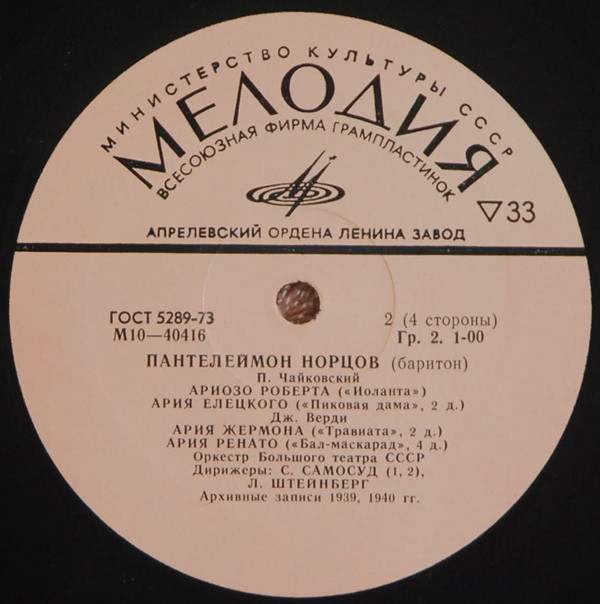 МИНИСТЕРСТВО КУЛЬТУРЫ СССР
МЕЛОДИЯ
ВСЕСОЮЗНАЯ ФИРМА ГРАМПЛАСТИНОК
▽33
АПРЕЛЕВСКИЙ ОРДЕНА ЛЕНИНА ЗАВОД
ГОСТ 5289-73
2 (4 стороны)
М10—40416
Гр. 2. 1-00
ПАНТЕЛЕЙМОН НОРЦОВ (баритон)
П. Чайковский
АРИОЗО РОБЕРТА («Иоланта»)
АРИЯ ЕЛЕЦКОГО («Пиковая дама», 2 д.)
Дж. Верди
АРИЯ ЖЕРМОНА («Травиата», 2 д.)
АРИЯ РЕНАТО («Бал-маскарад», 4 д.)
Оркестр Большого театра СССР
Дирижеры: С. САМОСУД (1, 2),
Л. ШТЕЙНБЕРГ
Архивные записи 1939, 1940 гг.